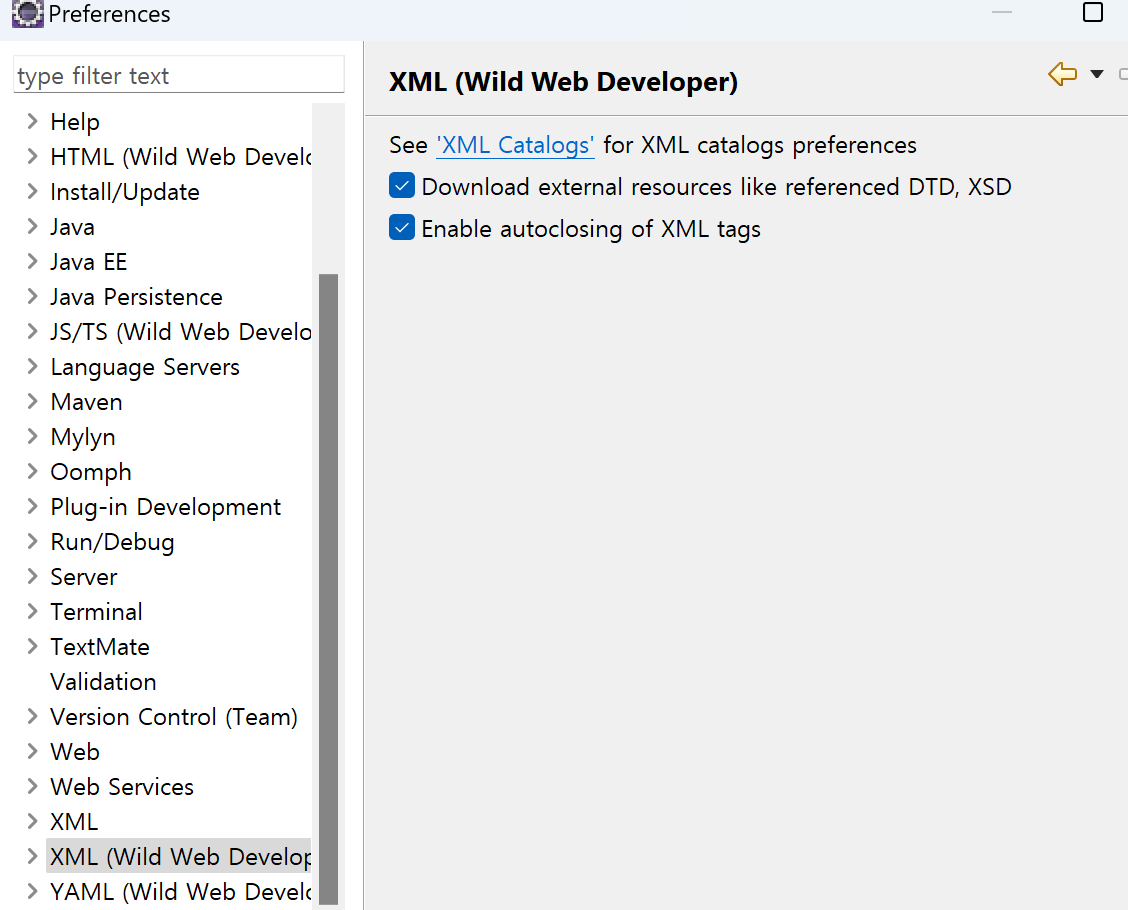 Preferences
type filter text
Help
HTML (Wild Web Develo
Install/Update
Java
Java EE
Java Persistence
JS/TS (Wild Web Develo
Language Servers
Maven
Mylyn
Oomph
Plug-in Development
Run/Debug
Server
Terminal
TextMate
Validation
Version Control (Team)
Web
Web Services
XML
XML (Wild Web Develop
YAML (Wild Web Develo
XML (Wild Web Developer)
See 'XML Catalogs' for XML catalogs preferences
Download external resources like referenced DTD, XSD
Enable autoclosing of XML tags